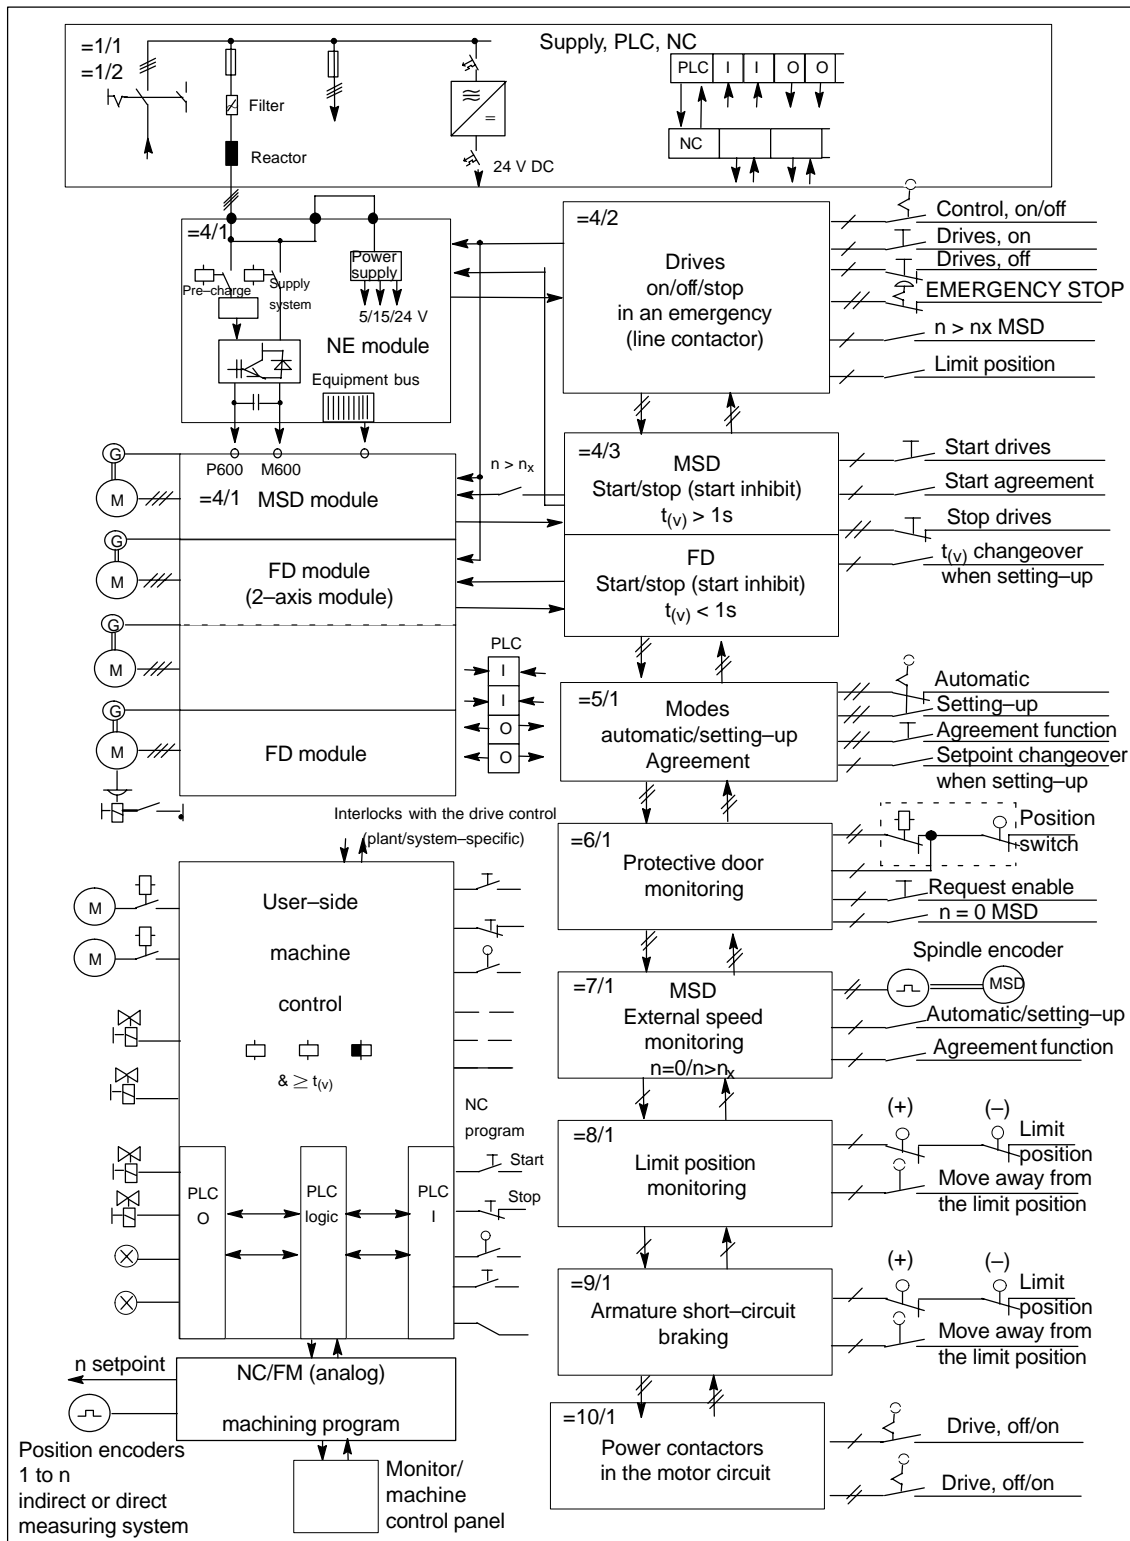 =1/1
=1/2
Supply, PLC, NC
PLC I I O O
Filter
NC
Reactor
24 V DC
=4/1
Power
supply
Pre–charge
Supply
system
5/15/24 V
NE module
Equipment bus
=4/2
Drives
on/off/stop
in an emergency
(line contactor)
Control, on/off
Drives, on
Drives, off
EMERGENCY STOP
n > nx MSD
Limit position
G
M
P600 M600
=4/1
MSD module
n > nx
=4/3
MSD
Start/stop (start inhibit)
t(v) > 1s
Start drives
Start agreement
Stop drives
t(v) changeover
when setting–up
G
M
FD module
(2–axis module)
FD
Start/stop (start inhibit)
t(v) < 1s
G
M
PLC
I
I
O
O
G
M
FD module
=5/1
Modes
automatic/setting–up
Agreement
Automatic
Setting–up
Agreement function
Setpoint changeover
when setting–up
Interlocks with the drive control
(plant/system–specific)
=6/1
Protective door
monitoring
Position
switch
Request enable
n = 0 MSD
M
M
User–side
machine
control
& ≥ t(v)
=7/1
MSD
External speed
monitoring
n=0/n>nx
Spindle encoder
MSD
Automatic/setting–up
Agreement function
NC
program
Start
Stop
PLC
O
PLC
logic
PLC
I
=8/1
Limit position
monitoring
(+) (–)
Limit
position
Move away from
the limit position
=9/1
Armature short–circuit
braking
(+) (–)
Limit
position
Move away from
the limit position
n setpoint
NC/FM (analog)
machining program
Position encoders
1 to n
indirect or direct
measuring system
Monitor/
machine
control panel
=10/1
Power contactors
in the motor circuit
Drive, off/on
Drive, off/on